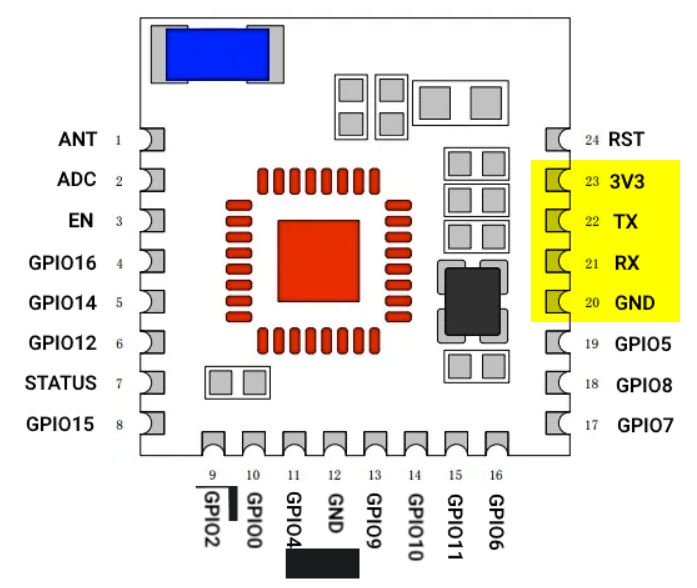 ANT 1
ADC 2
EN 3
GPIO16 4
GPIO14 5
GPIO12 6
STATUS 7
GPIO15 8
24 RST
23 3V3
22 TX
21 RX
20 GND
19 GPIO5
18 GPIO8
17 GPIO7
9 GPIO2
10 GPIO0
11 GPIO4
12 GND
13 GPIO9
14 GPIO10
15 GPIO11
16 GPIO6